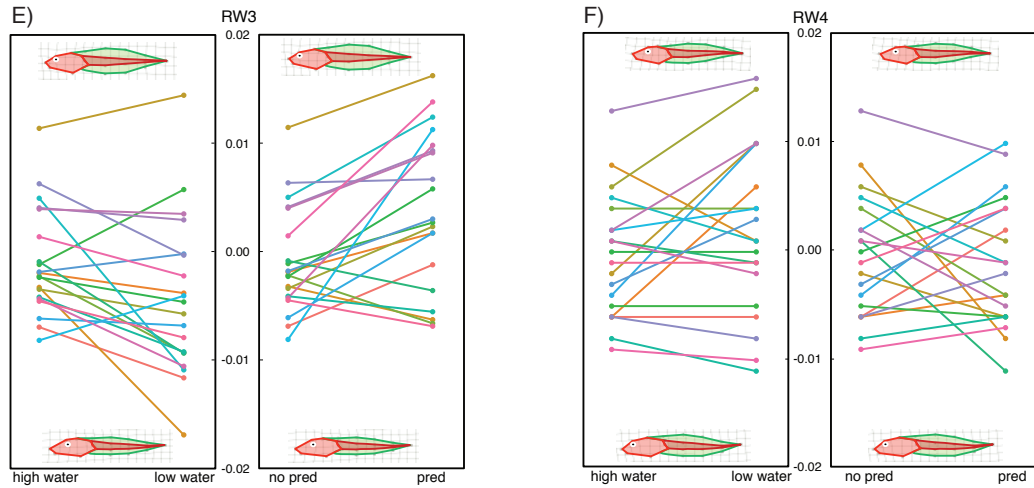 E)
RW3
0.02
0.01
0.00
-0.01
-0.02
high water
low water
no pred
pred
F)
RW4
0.02
0.01
0.00
-0.01
-0.02
high water
low water
no pred
pred